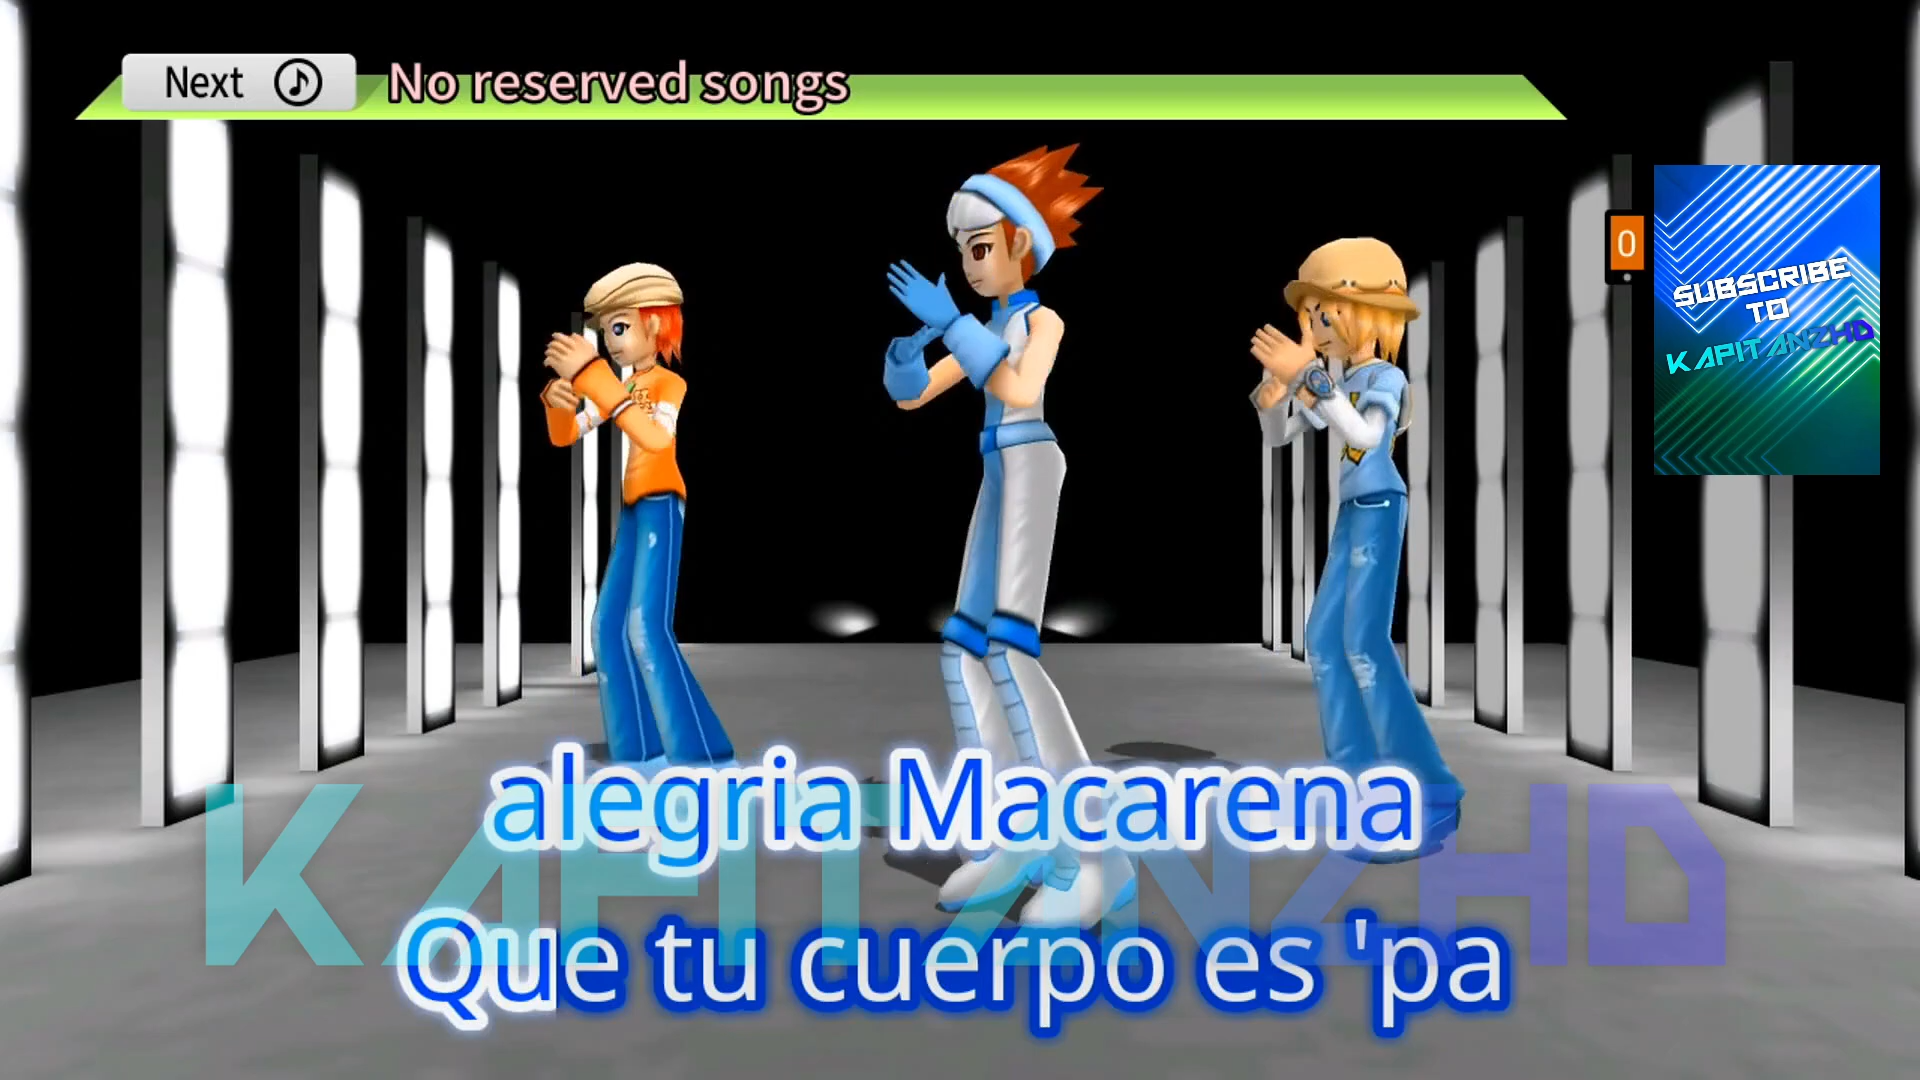 Next No reserved songs
0
SUBSCRIBE
TO
KAPITANZHD
alegria Macarena
KAPITANZHD
Que tu cuerpo es 'pa